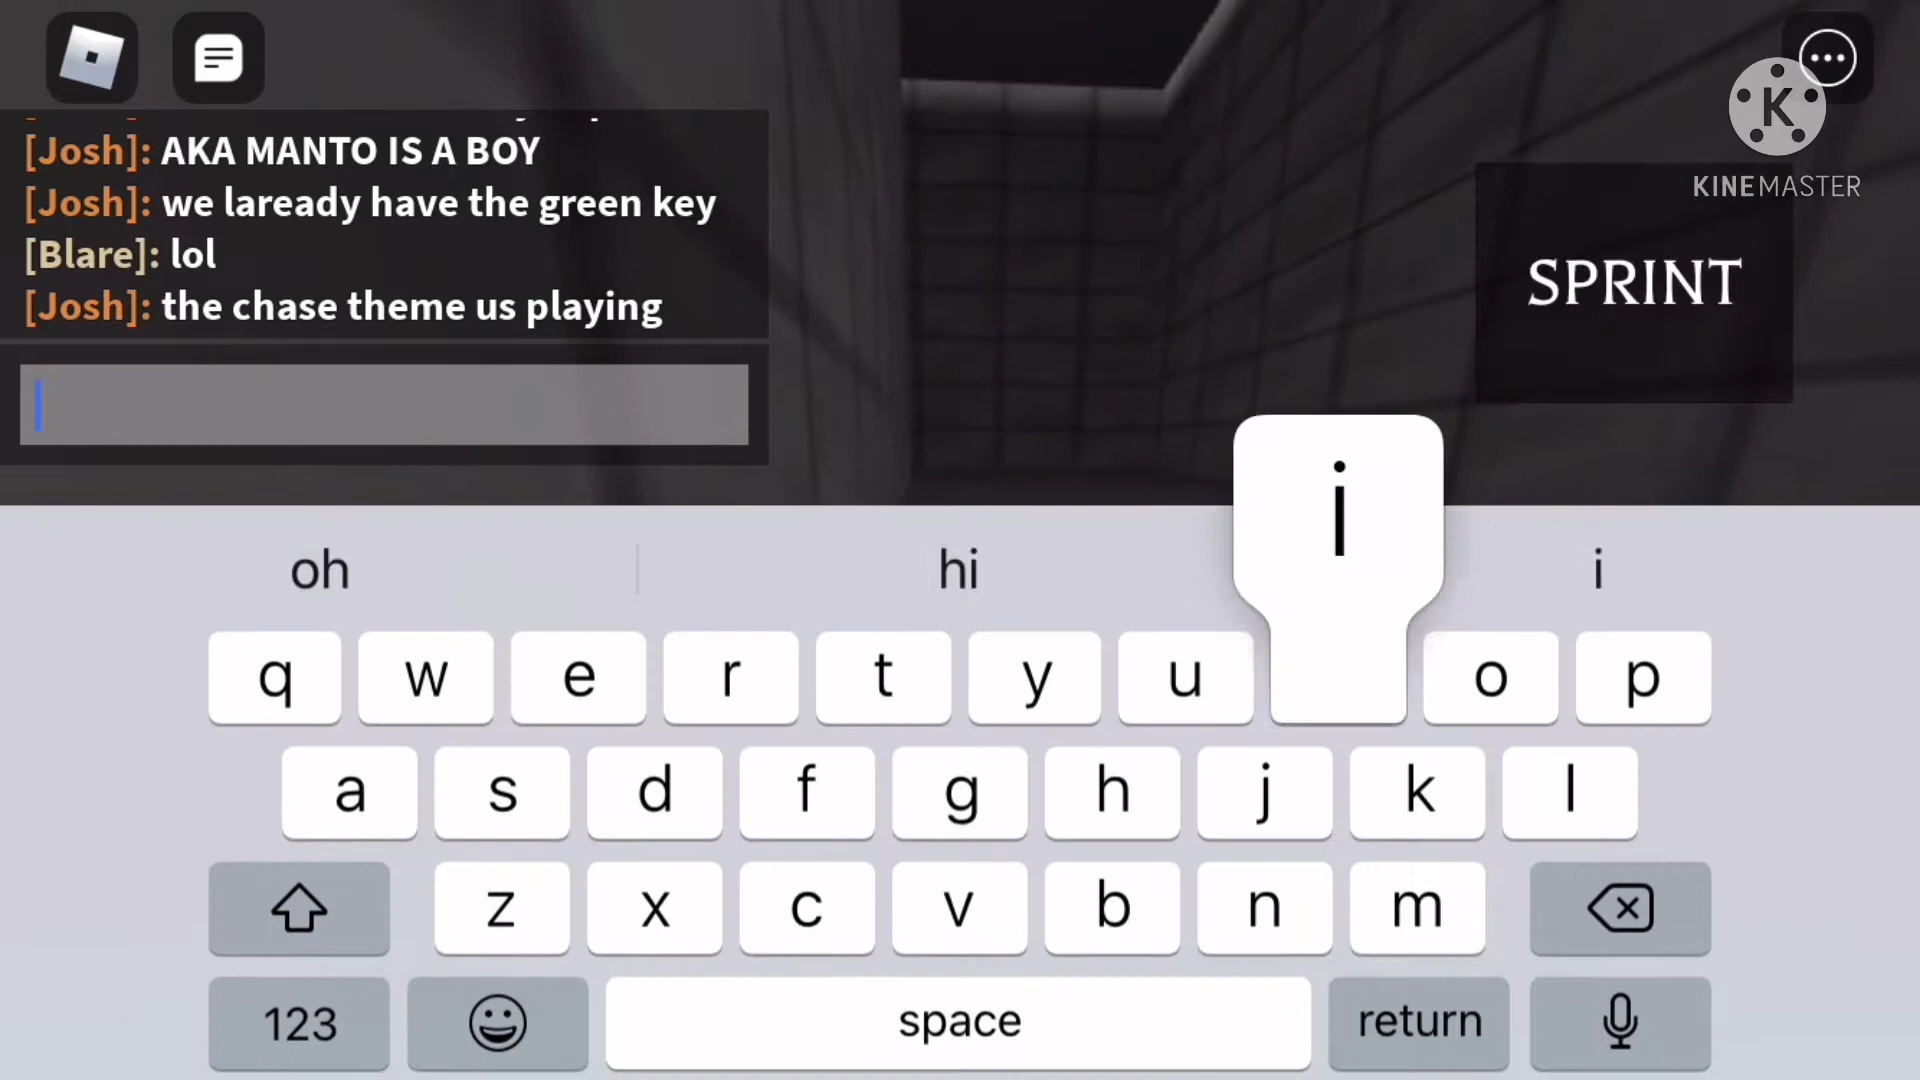 [Josh]: AKA MANTO IS A BOY
[Josh]: we laready have the green key
[Blare]: lol
[Josh]: the chase theme us playing
K
KINEMASTER
SPRINT
oh hi i
i
q w e r t y u o p
a s d f g h j k l
z x c v b n m
123 space return